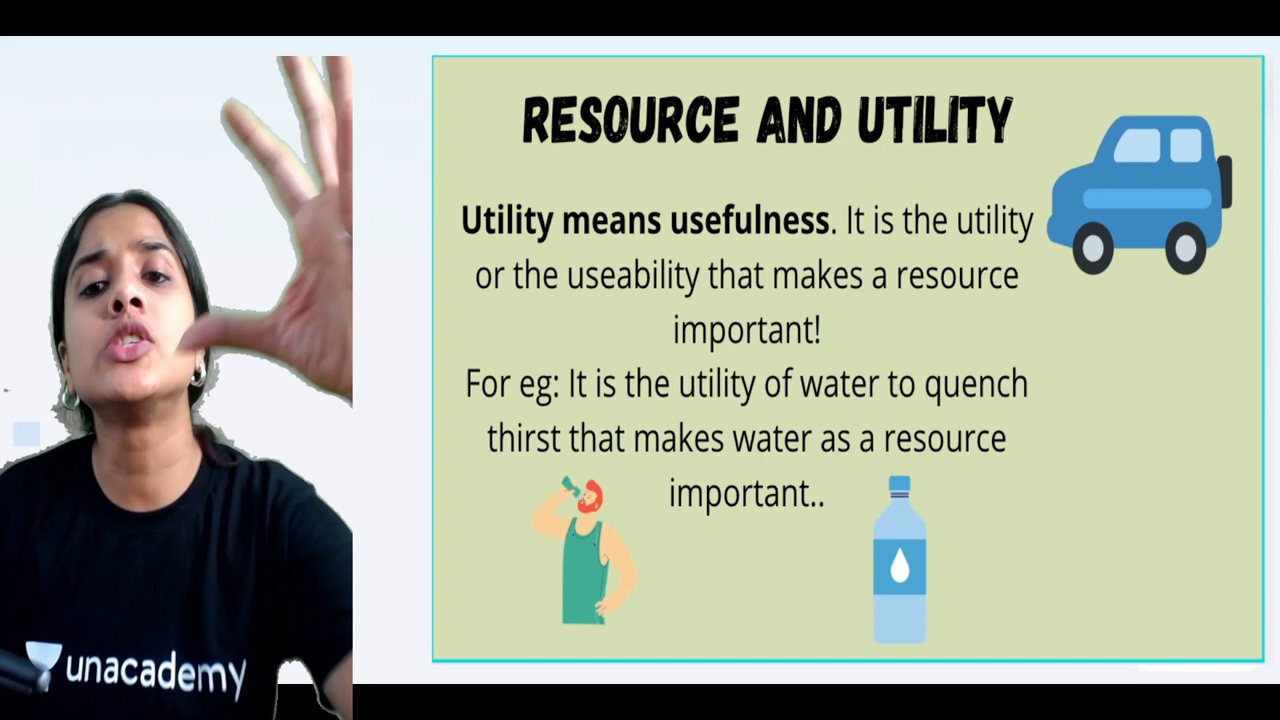 RESOURCE AND UTILITY
Utility means usefulness. It is the utility
or the useability that makes a resource
important!
For eg: It is the utility of water to quench
thirst that makes water as a resource
important..
unacademy